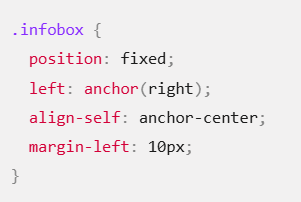 .infobox {
  position: fixed;
  left: anchor(right);
  align-self: anchor-center;
  margin-left: 10px;
}